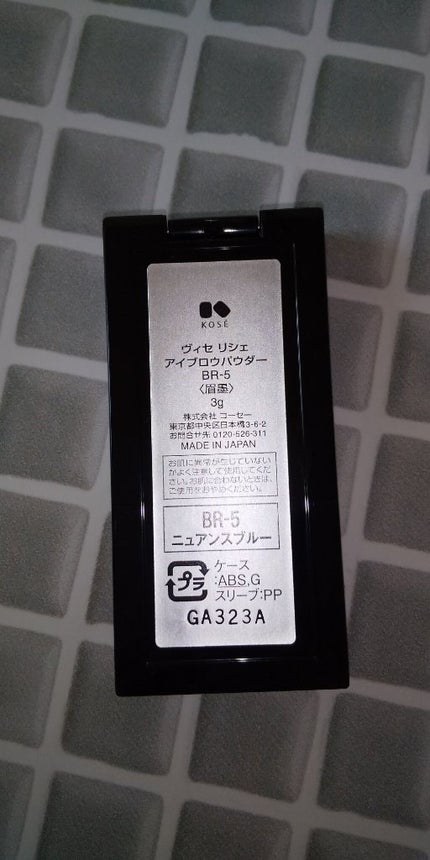 KOSÉ
ヴィセ リシェ
アイブロウパウダー
BR-5
〈眉墨〉
3g
株式会社 コーセー
東京都中央区日本橋3-6-2
お問合せ先 0120-526-311
MADE IN JAPAN
お肌に異常が生じていない
かよく注意して使用してくだ
さい。お肌に合わないときは、
ご使用をおやめください。
BR-5
ニュアンスブルー
プラ
ケース
:ABS,G
スリーブ:PP
GA323A